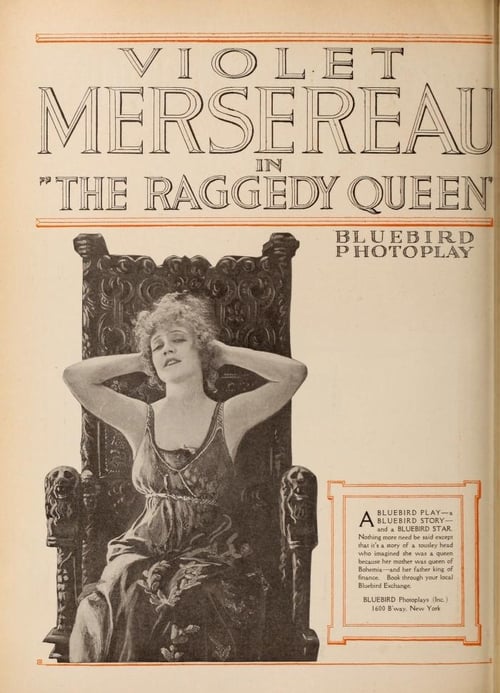 VIOLET
MERSEREAU
IN
"THE RAGGEDY QUEEN"
BLUEBIRD
PHOTOPLAY
A BLUEBIRD PLAY—a
BLUEBIRD STORY—
and a BLUEBIRD STAR.
Nothing more need be said except
that it's a story of a tousley head
who imagined she was a queen
because her mother was queen of
Bohemia—and her father king of
finance. Book through your local
Bluebird Exchange.
BLUEBIRD Photoplays (Inc.)
1600 B'way, New York